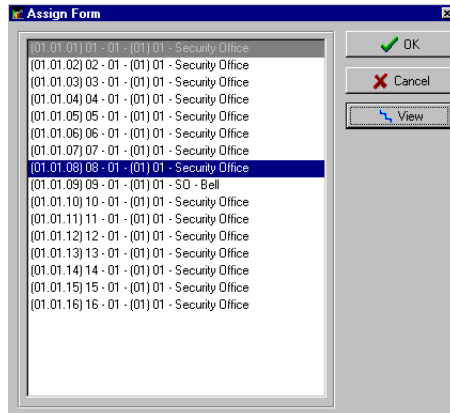 Assign Form
(01.01.01) 01 - 01 - (01) 01 - Security Office
(01.01.02) 02 - 01 - (01) 01 - Security Office
(01.01.03) 03 - 01 - (01) 01 - Security Office
(01.01.04) 04 - 01 - (01) 01 - Security Office
(01.01.05) 05 - 01 - (01) 01 - Security Office
(01.01.06) 06 - 01 - (01) 01 - Security Office
(01.01.07) 07 - 01 - (01) 01 - Security Office
(01.01.08) 08 - 01 - (01) 01 - Security Office
(01.01.09) 09 - 01 - SO - Bell
(01.01.10) 10 - 01 - (01) 01 - Security Office
(01.01.11) 11 - 01 - (01) 01 - Security Office
(01.01.12) 12 - 01 - (01) 01 - Security Office
(01.01.13) 13 - 01 - (01) 01 - Security Office
(01.01.14) 14 - 01 - (01) 01 - Security Office
(01.01.15) 15 - 01 - (01) 01 - Security Office
(01.01.16) 16 - 01 - (01) 01 - Security Office
OK
Cancel
View